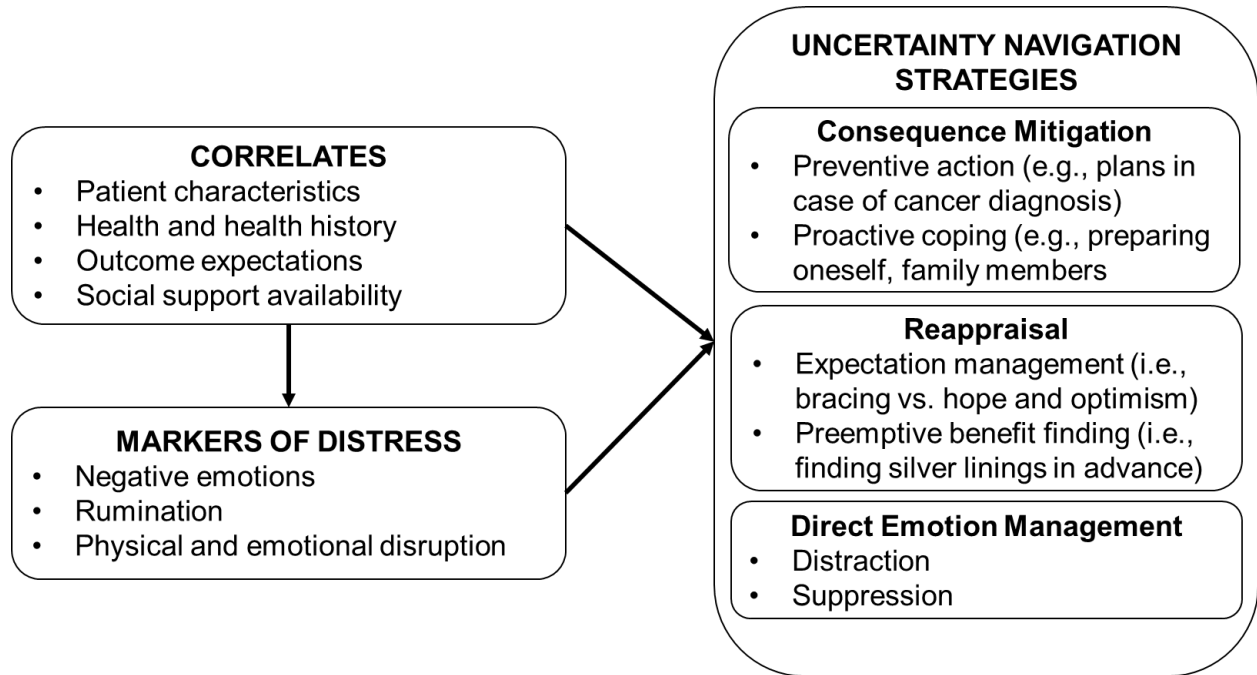 CORRELATES
• Patient characteristics
• Health and health history
• Outcome expectations
• Social support availability
MARKERS OF DISTRESS
• Negative emotions
• Rumination
• Physical and emotional disruption
UNCERTAINTY NAVIGATION
STRATEGIES
Consequence Mitigation
• Preventive action (e.g., plans in
case of cancer diagnosis)
• Proactive coping (e.g., preparing
oneself, family members
Reappraisal
• Expectation management (i.e.,
bracing vs. hope and optimism)
• Preemptive benefit finding (i.e.,
finding silver linings in advance)
Direct Emotion Management
• Distraction
• Suppression